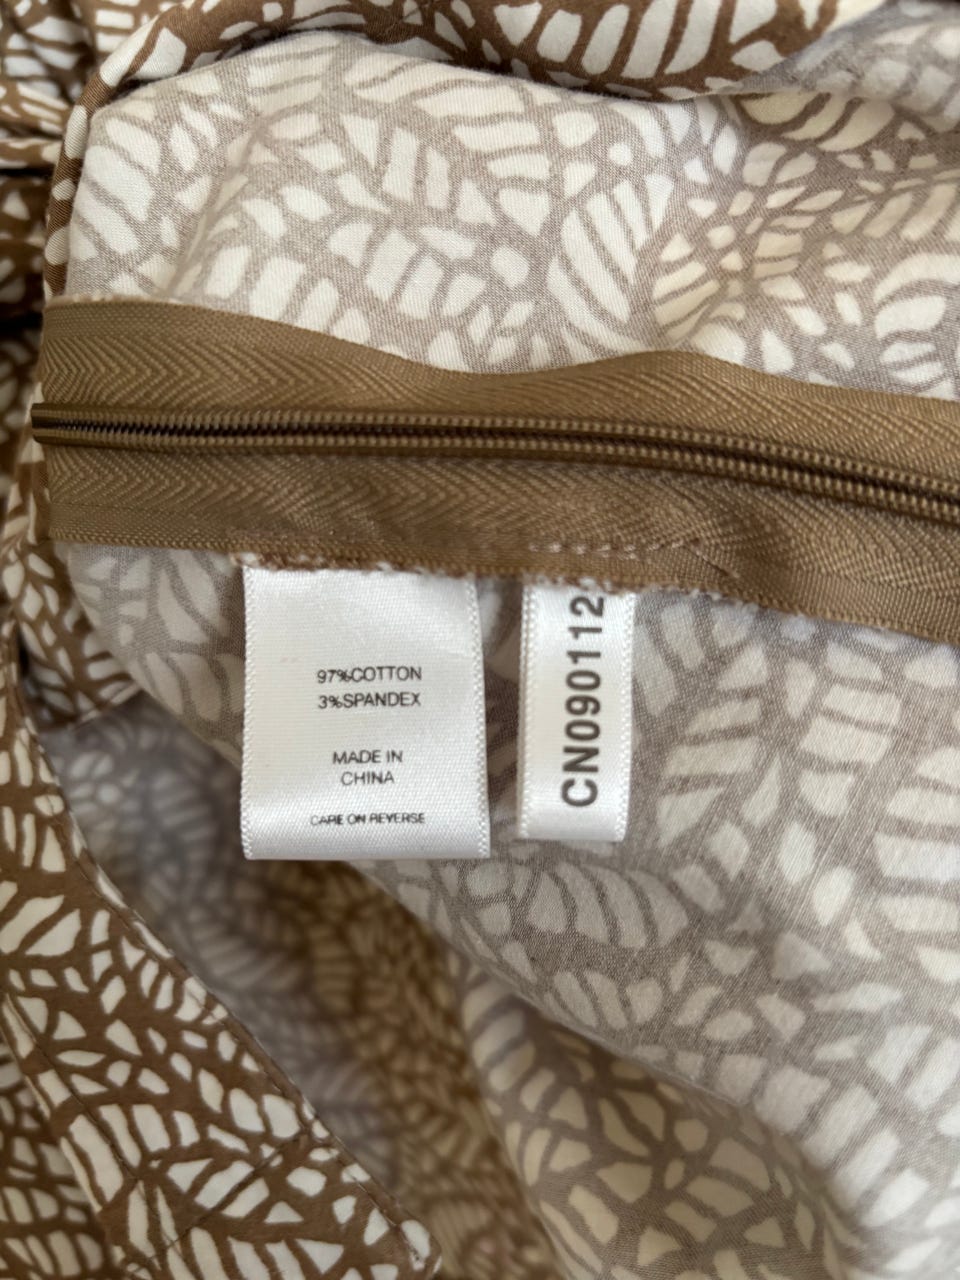 97%COTTON
3%SPANDEX
MADE IN
CHINA
CARE ON REVERSE
CN090112